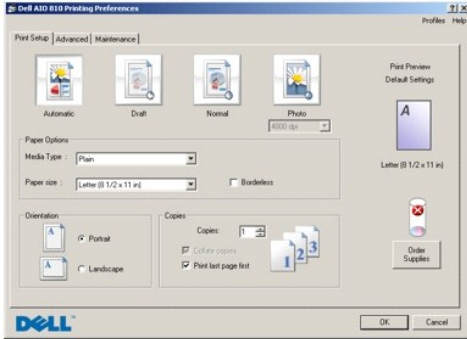 Dell AIO 810 Printing Preferences
Profiles Help
Print Setup Advanced Maintenance
Automatic
Draft
Normal
Photo
4800 dpi
Print Preview
Default Settings
A
Letter (8 1/2 x 11 in)
Paper Options
Media Type :
Plain
Paper size :
Letter (8 1/2 x 11 in)
Borderless
Orientation
A
Portrait
A
Landscape
Copies
Copies:
1
Collate copies
Print last page first
1 2 3
Order
Supplies
DELL™
OK
Cancel